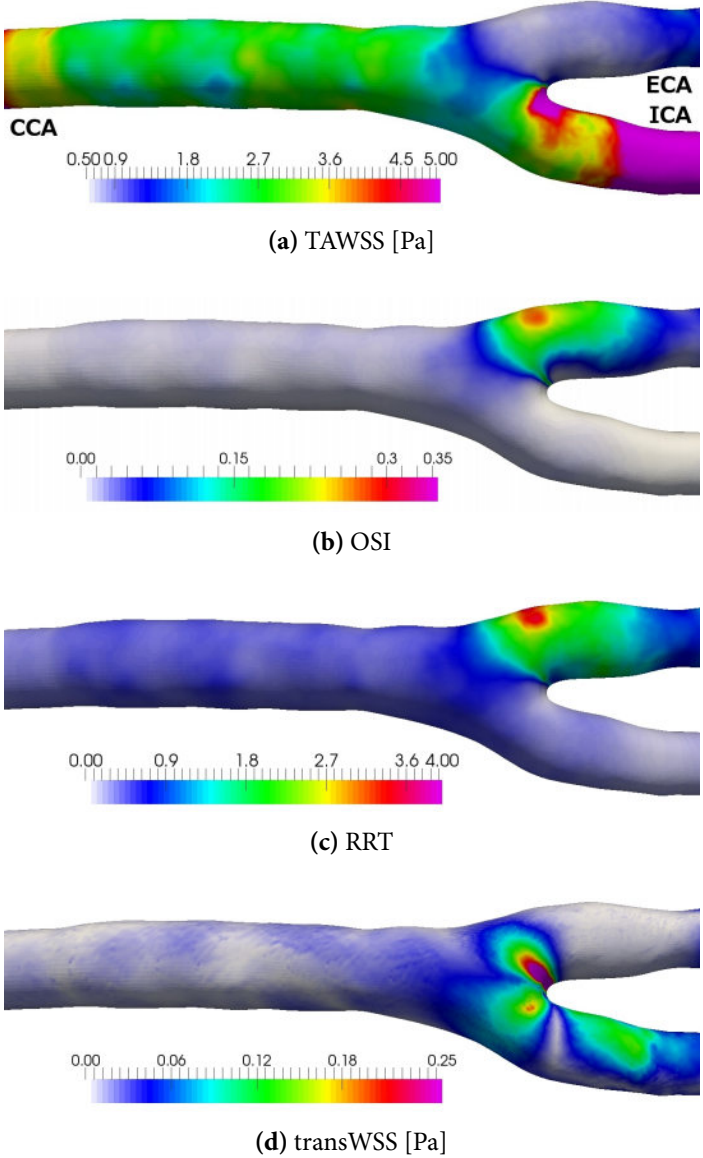 ECA
ICA
CCA
0.50 0.9 1.8 2.7 3.6 4.5 5.00
(a) TAWSS [Pa]
0.00 0.15 0.3 0.35
(b) OSI
0.00 0.9 1.8 2.7 3.6 4.00
(c) RRT
0.00 0.06 0.12 0.18 0.25
(d) transWSS [Pa]